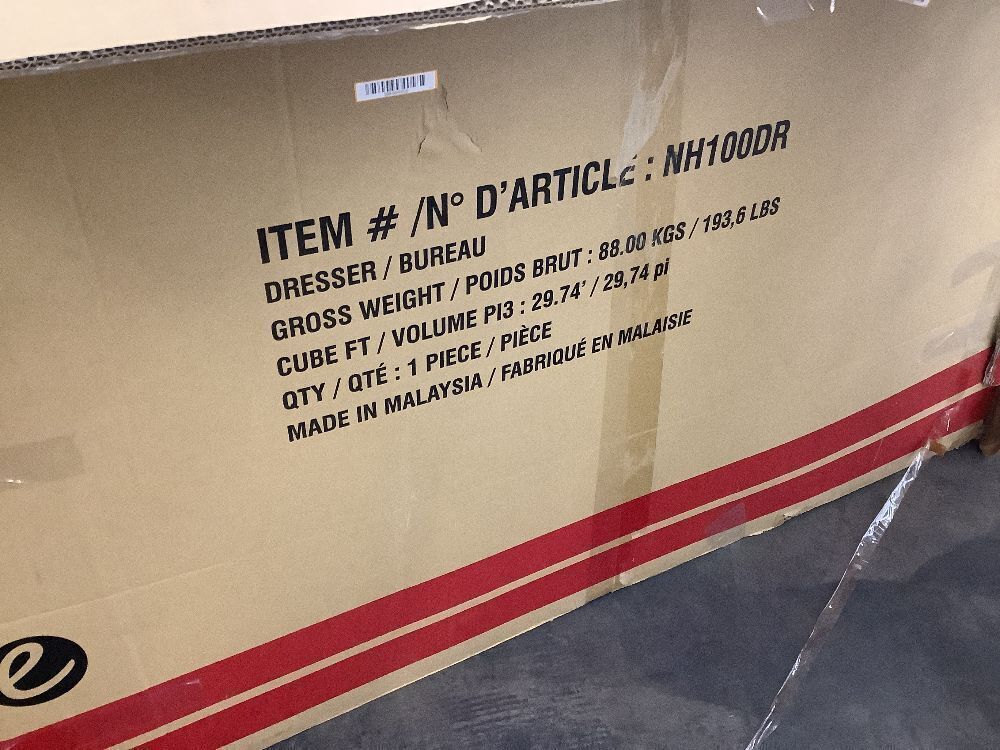 ITEM # /N° D'ARTICLE : NH100DR
DRESSER / BUREAU
GROSS WEIGHT / POIDS BRUT : 88.00 KGS / 193,6 LBS
CUBE FT / VOLUME PI3 : 29.74' / 29,74 pi
QTY / QTÉ : 1 PIECE / PIÈCE
MADE IN MALAYSIA / FABRIQUÉ EN MALAISIE
e